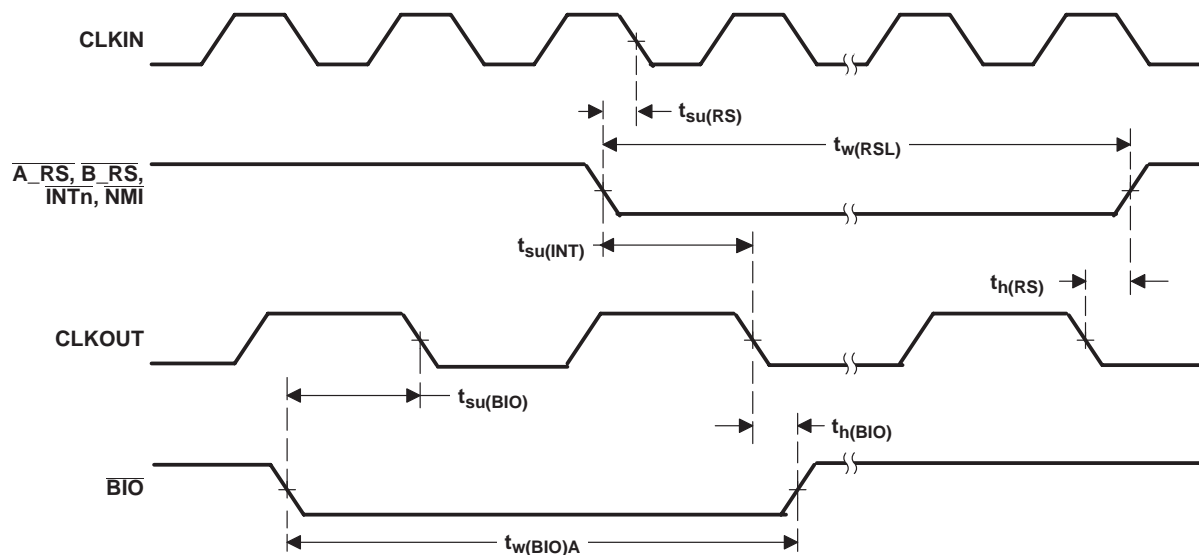 CLKIN
tsu(RS)
tw(RSL)
A_RS, B_RS,
INTn, NMI
tsu(INT)
th(RS)
CLKOUT
tsu(BIO)
th(BIO)
BIO
tw(BIO)A